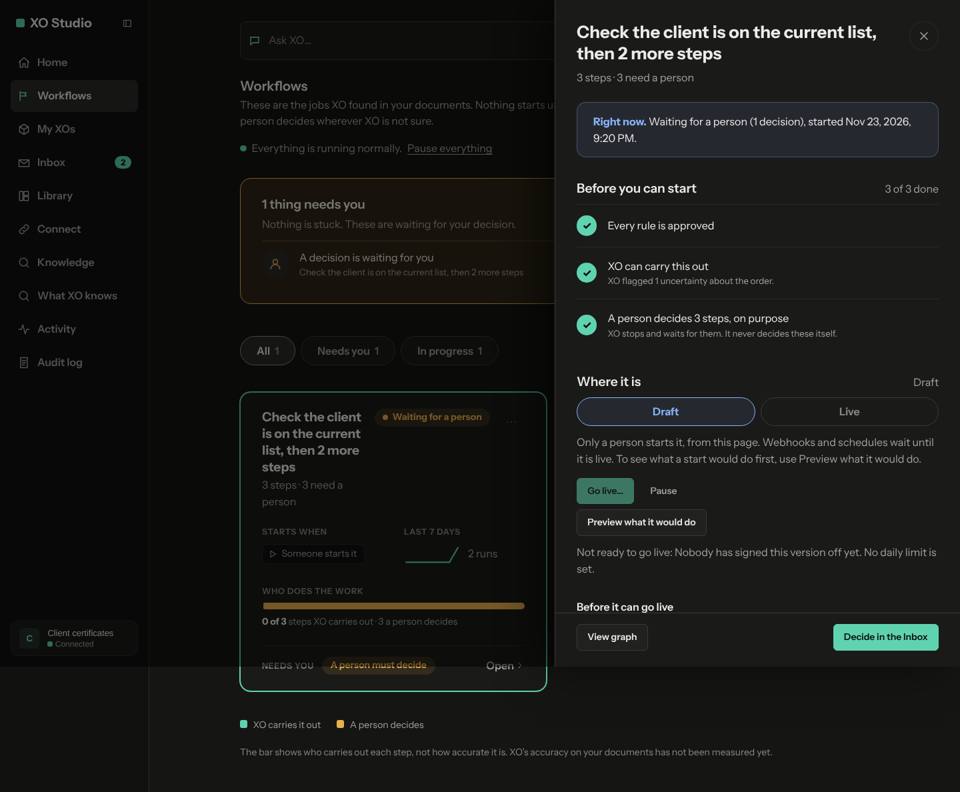 XO Studio
Home
Workflows
My XOs
Inbox 2
Library
Connect
Knowledge
What XO knows
Activity
Audit log
C
Client certificates
Connected
Ask XO...
Workflows
These are the jobs XO found in your documents. Nothing starts u
person decides wherever XO is not sure.
Everything is running normally. Pause everything
1 thing needs you
Nothing is stuck. These are waiting for your decision.
A decision is waiting for you
Check the client is on the current list, then 2 more steps
All 1
Needs you 1
In progress 1
Check the client
is on the current
list, then 2 more
steps
Waiting for a person
...
3 steps · 3 need a
person
STARTS WHEN
Someone starts it
LAST 7 DAYS
2 runs
WHO DOES THE WORK
0 of 3 steps XO carries out · 3 a person decides
NEEDS YOU
A person must decide
Open
XO carries it out
A person decides
The bar shows who carries out each step, not how accurate it is. XO's accuracy on your documents has not been measured yet.
Check the client is on the current list,
then 2 more steps
3 steps · 3 need a person
Right now. Waiting for a person (1 decision), started Nov 23, 2026,
9:20 PM.
Before you can start
3 of 3 done
Every rule is approved
XO can carry this out
XO flagged 1 uncertainty about the order.
A person decides 3 steps, on purpose
XO stops and waits for them. It never decides these itself.
Where it is
Draft
Draft
Live
Only a person starts it, from this page. Webhooks and schedules wait until
it is live. To see what a start would do first, use Preview what it would do.
Go live...
Pause
Preview what it would do
Not ready to go live: Nobody has signed this version off yet. No daily limit is
set.
Before it can go live
View graph
Decide in the Inbox